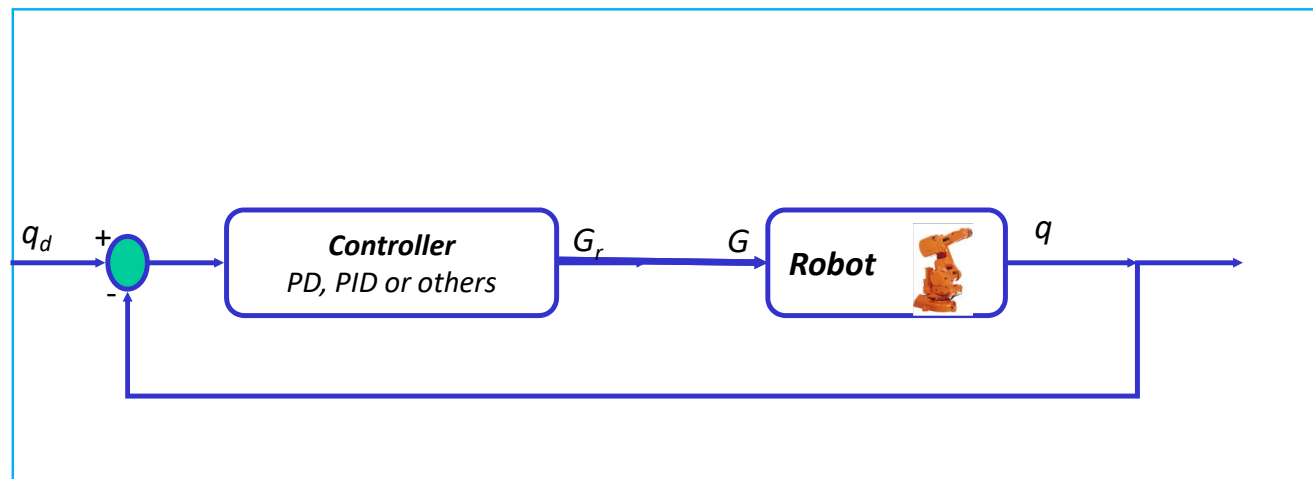 q_d
+
-
Controller
PD, PID or others
G_r
G
Robot
q